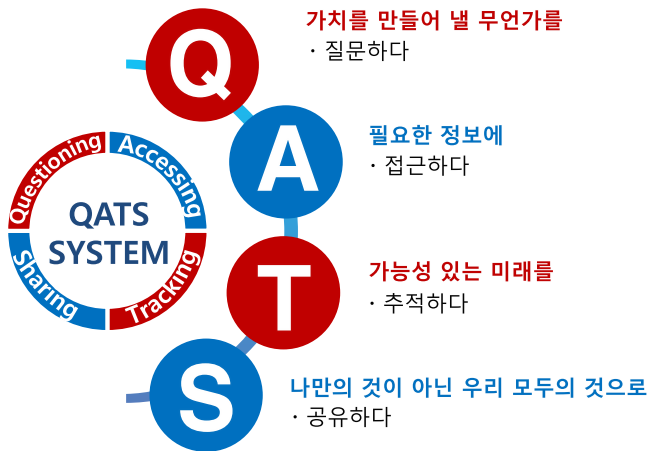 Questioning
Accessing
QATS
SYSTEM
Sharing
Tracking
Q
가치를 만들어 낼 무언가를
· 질문하다
A
필요한 정보에
· 접근하다
T
가능성 있는 미래를
· 추적하다
S
나만의 것이 아닌 우리 모두의 것으로
· 공유하다